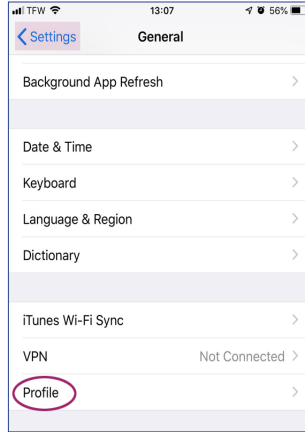 TFW 13:07 56%
Settings General
Background App Refresh
Date & Time
Keyboard
Language & Region
Dictionary
iTunes Wi-Fi Sync
VPN Not Connected
Profile